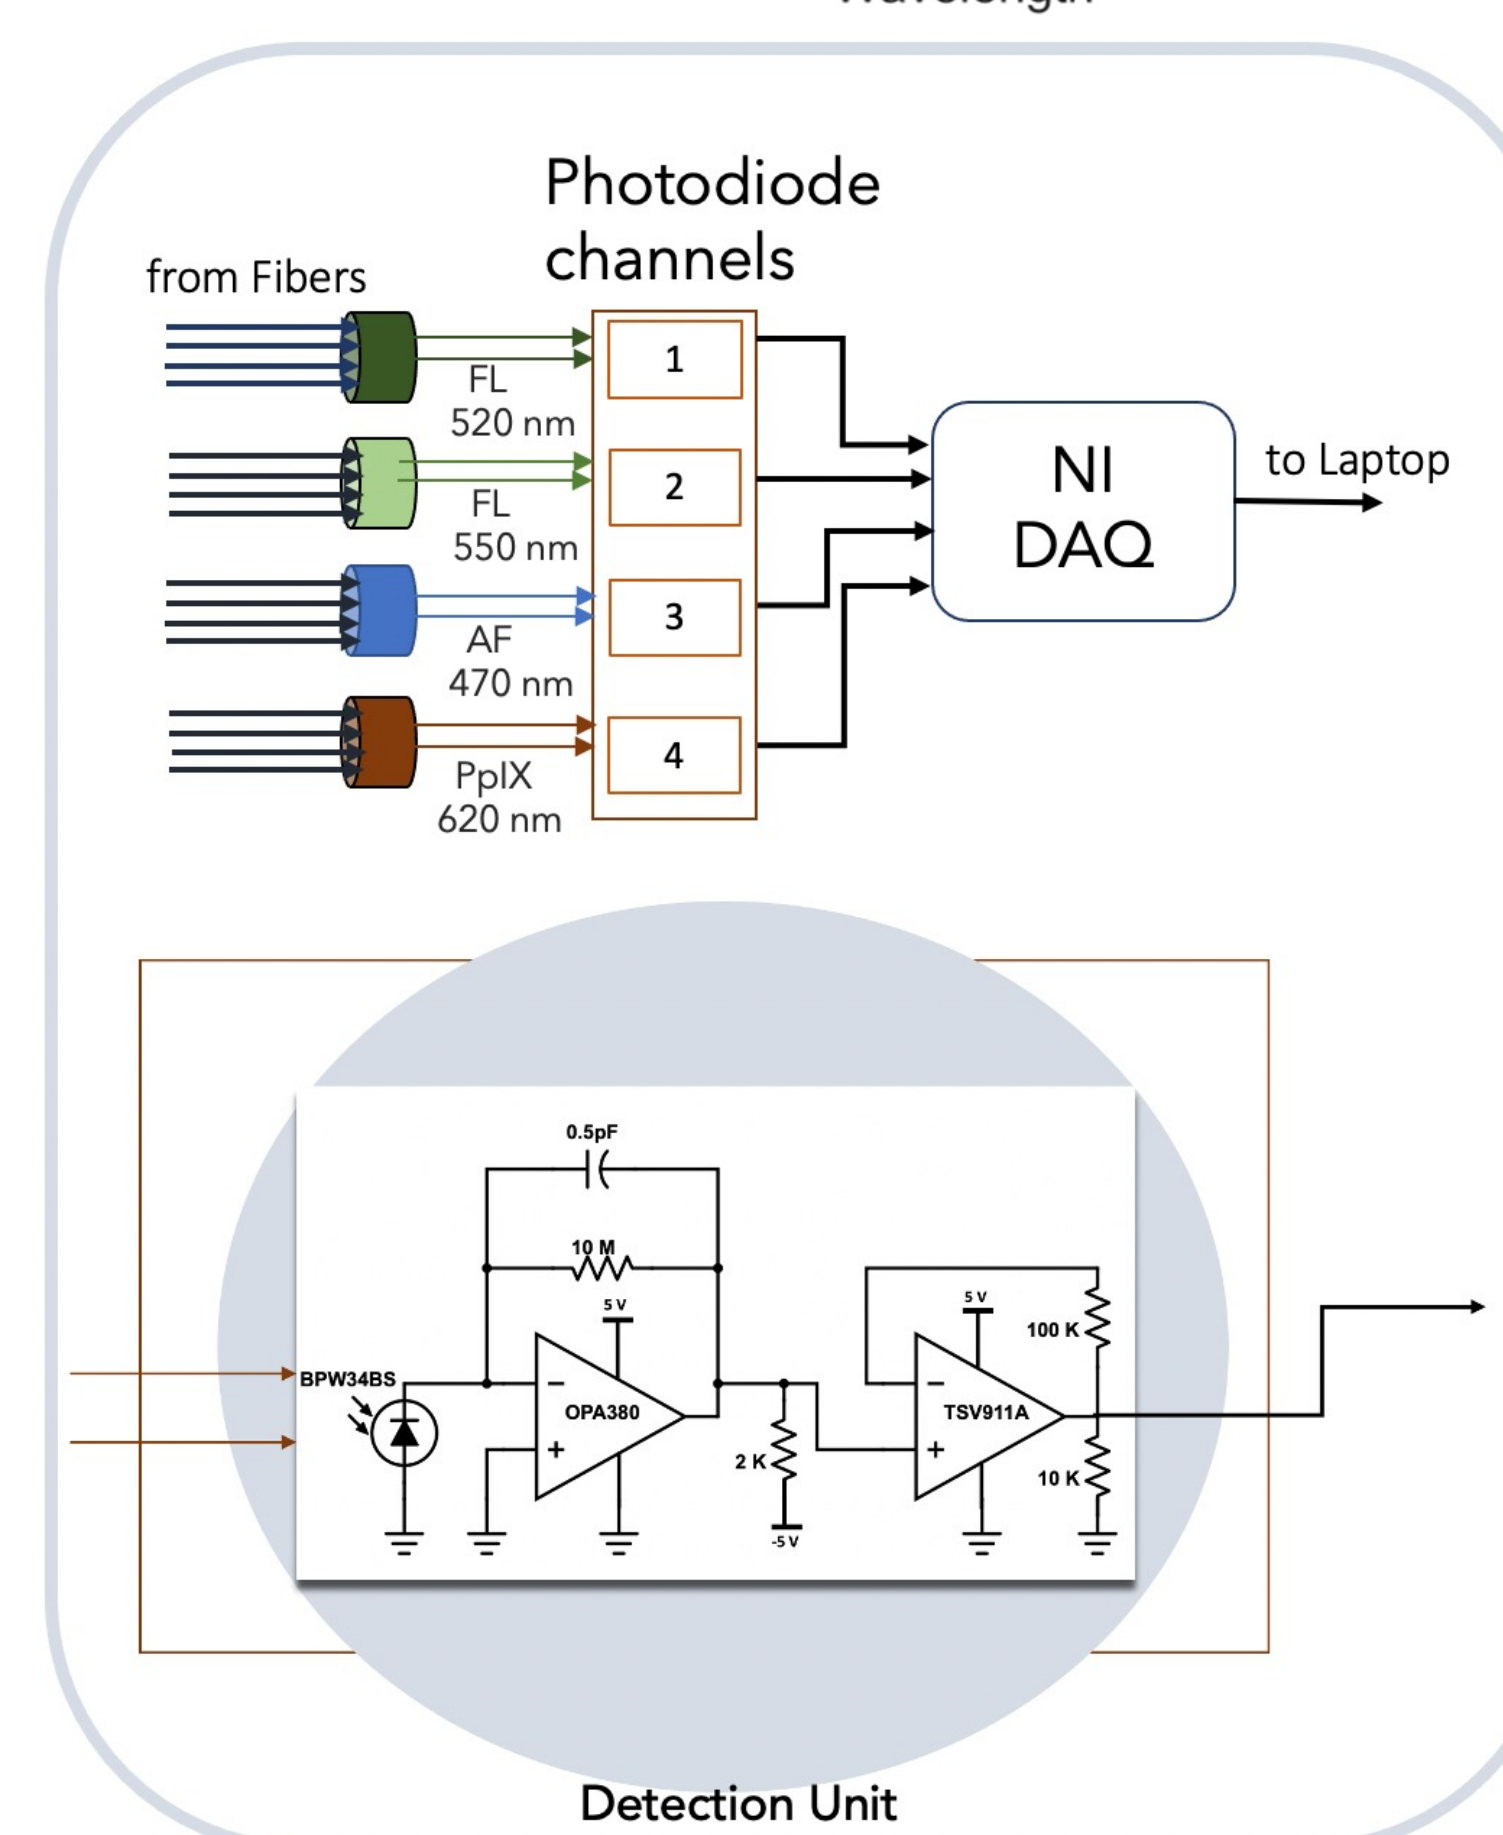 Wavelength
Photodiode
channels
from Fibers
1
FL
520 nm
2
FL
550 nm
3
AF
470 nm
4
PpIX
620 nm
NI
DAQ
to Laptop
0.5pF
10 M
5 V
5 V
100 K
BPW34BS
OPA380
TSV911A
2 K
10 K
-5 V
Detection Unit